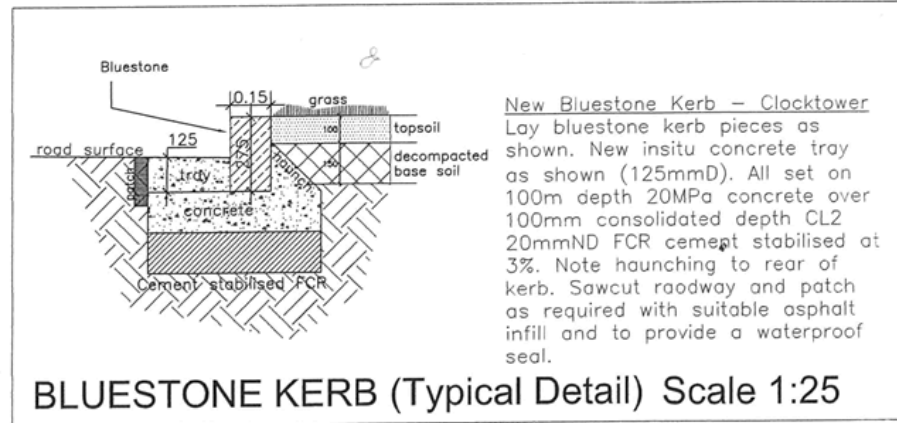 Bluestone
0.15
grass
100
topsoil
125
road surface
decompacted
base soil
150
haunch
tray
patch
concrete
Cement stabilised FCR
New Bluestone Kerb – Clocktower
Lay bluestone kerb pieces as
shown. New insitu concrete tray
as shown (125mmD). All set on
100m depth 20MPa concrete over
100mm consolidated depth CL2
20mmND FCR cement stabilised at
3%. Note haunching to rear of
kerb. Sawcut raodway and patch
as required with suitable asphalt
infill and to provide a waterproof
seal.
BLUESTONE KERB (Typical Detail) Scale 1:25